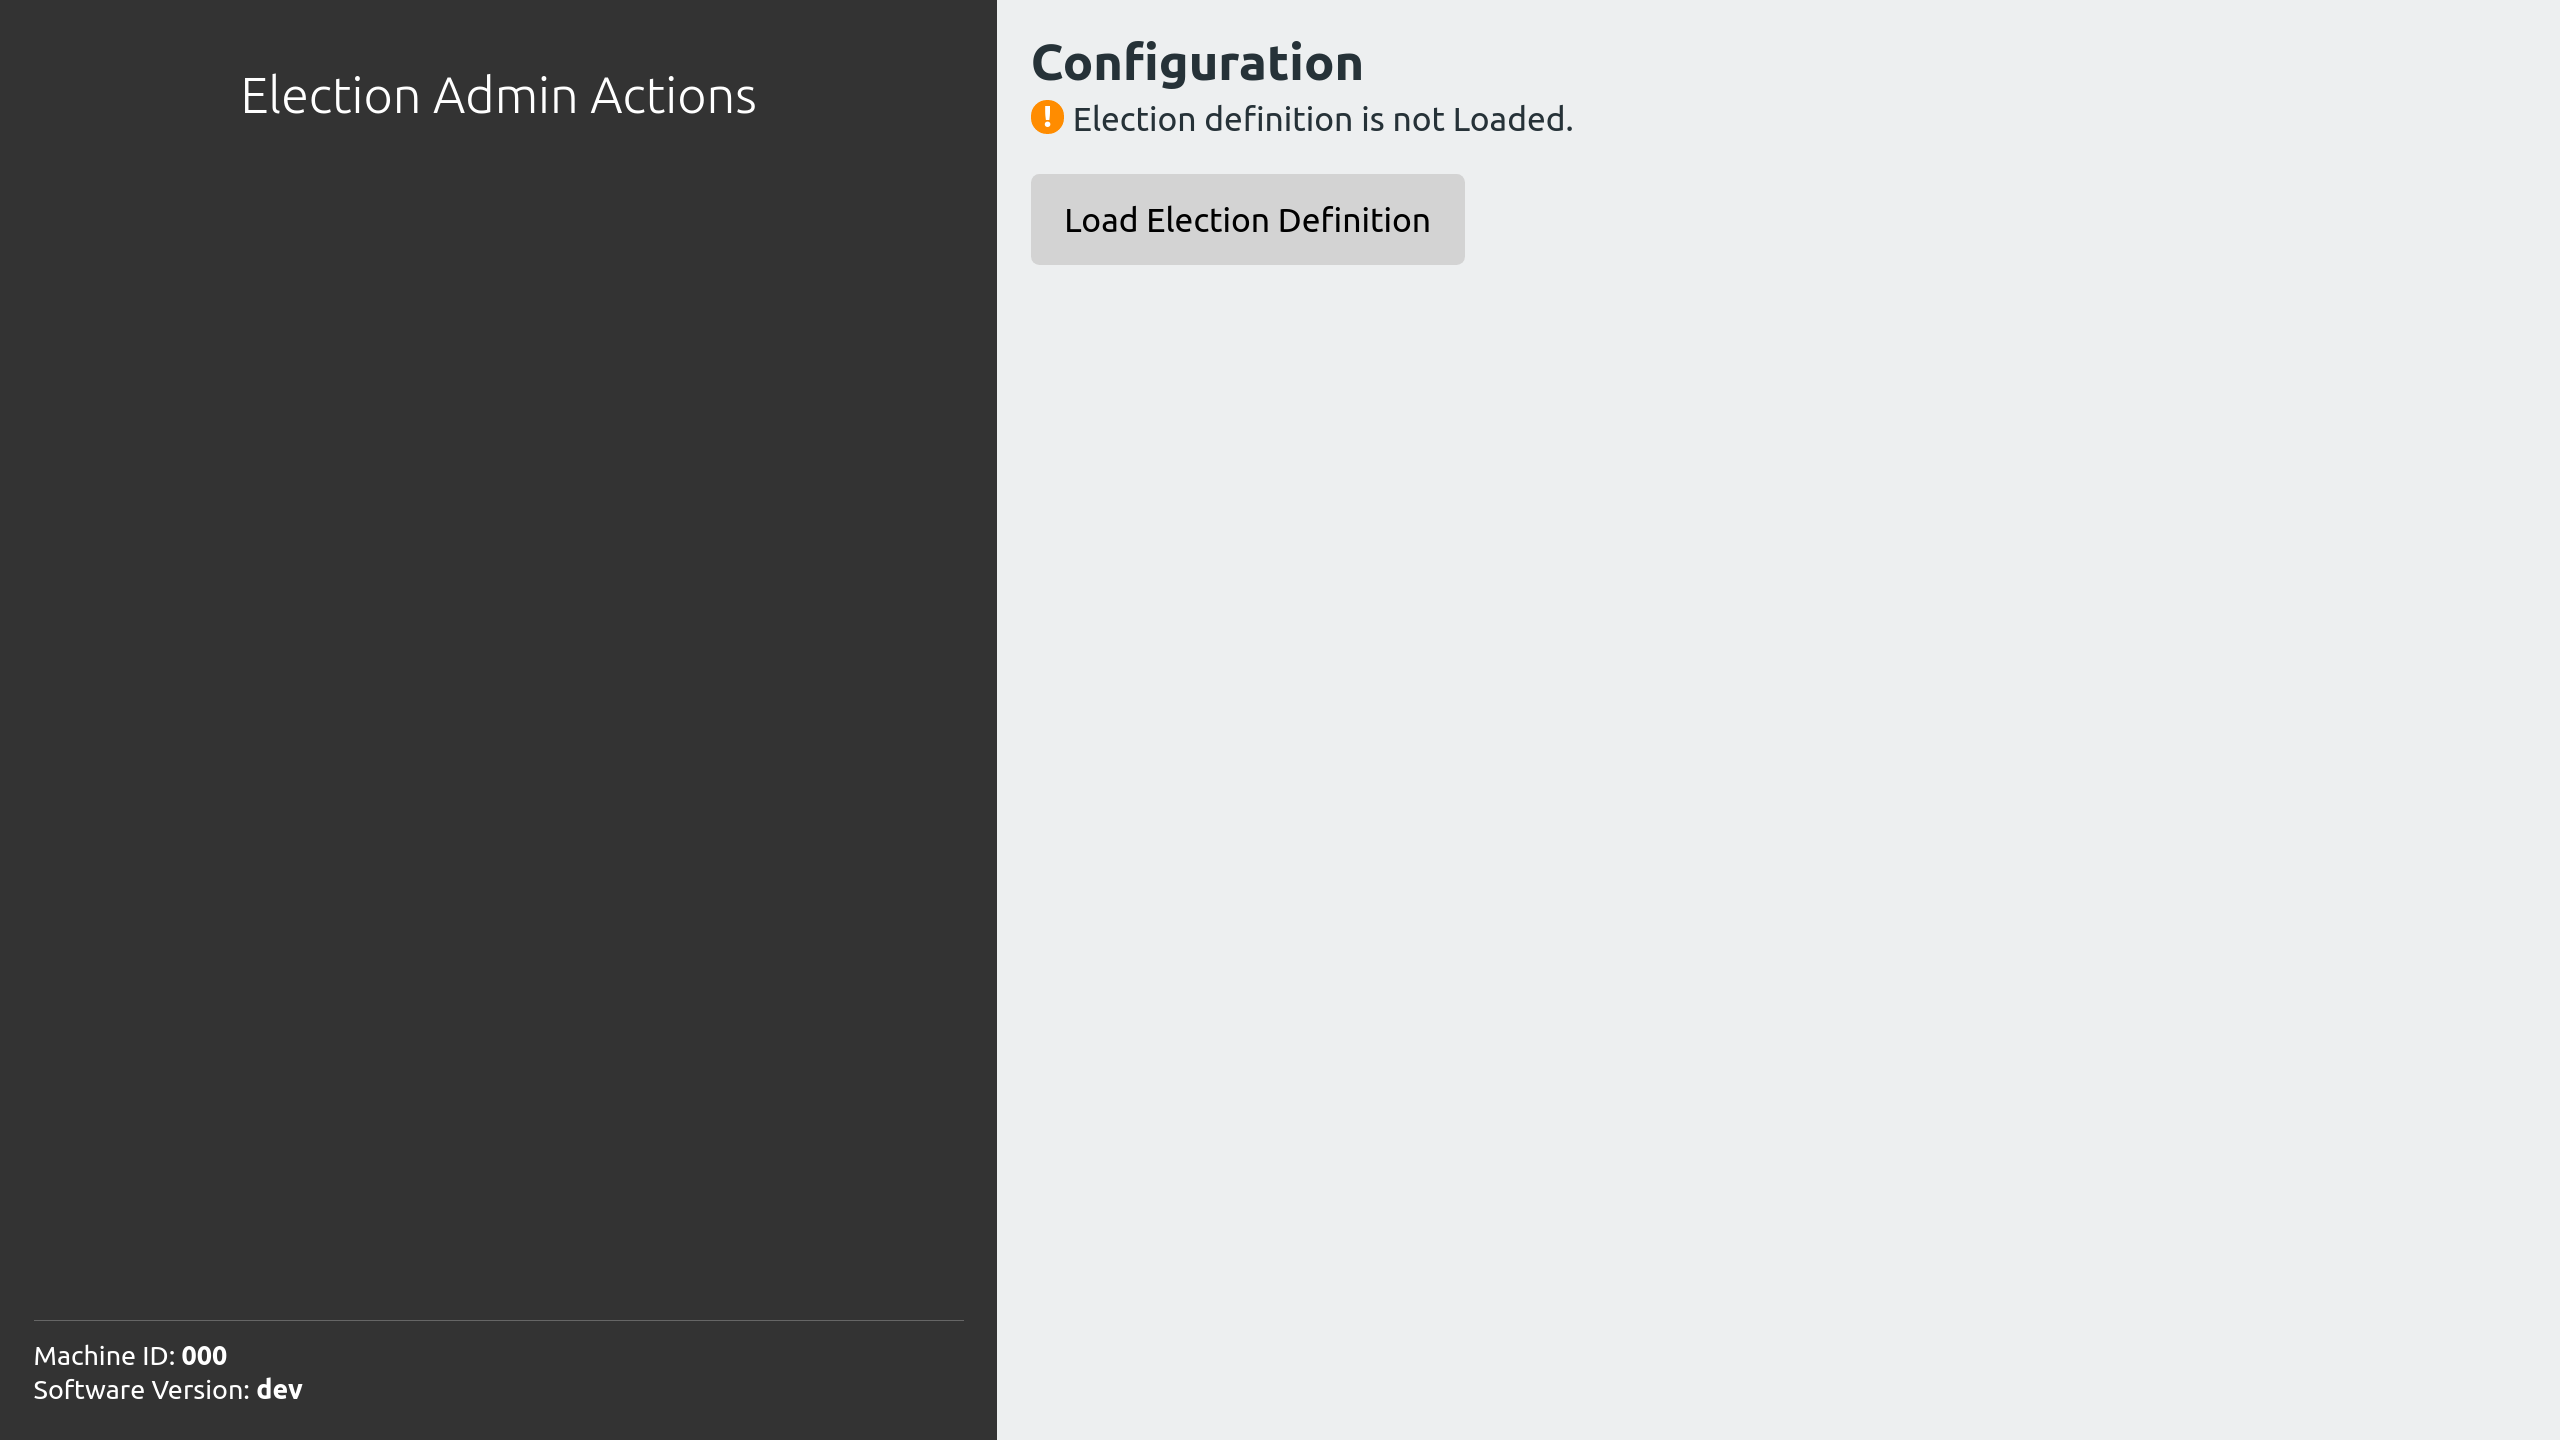 Election Admin Actions
Machine ID: 000
Software Version: dev
Configuration
Election definition is not Loaded.
Load Election Definition